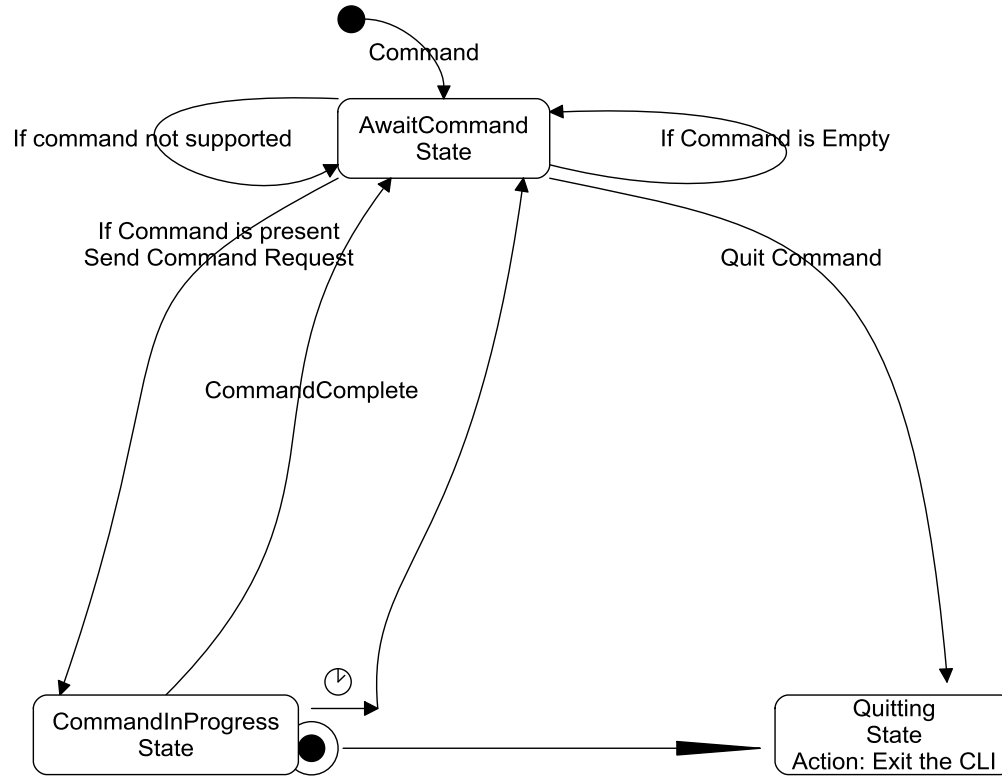 Command
AwaitCommand
State
If command not supported
If Command is Empty
If Command is present
Send Command Request
Quit Command
CommandComplete
CommandInProgress
State
Quitting
State
Action: Exit the CLI